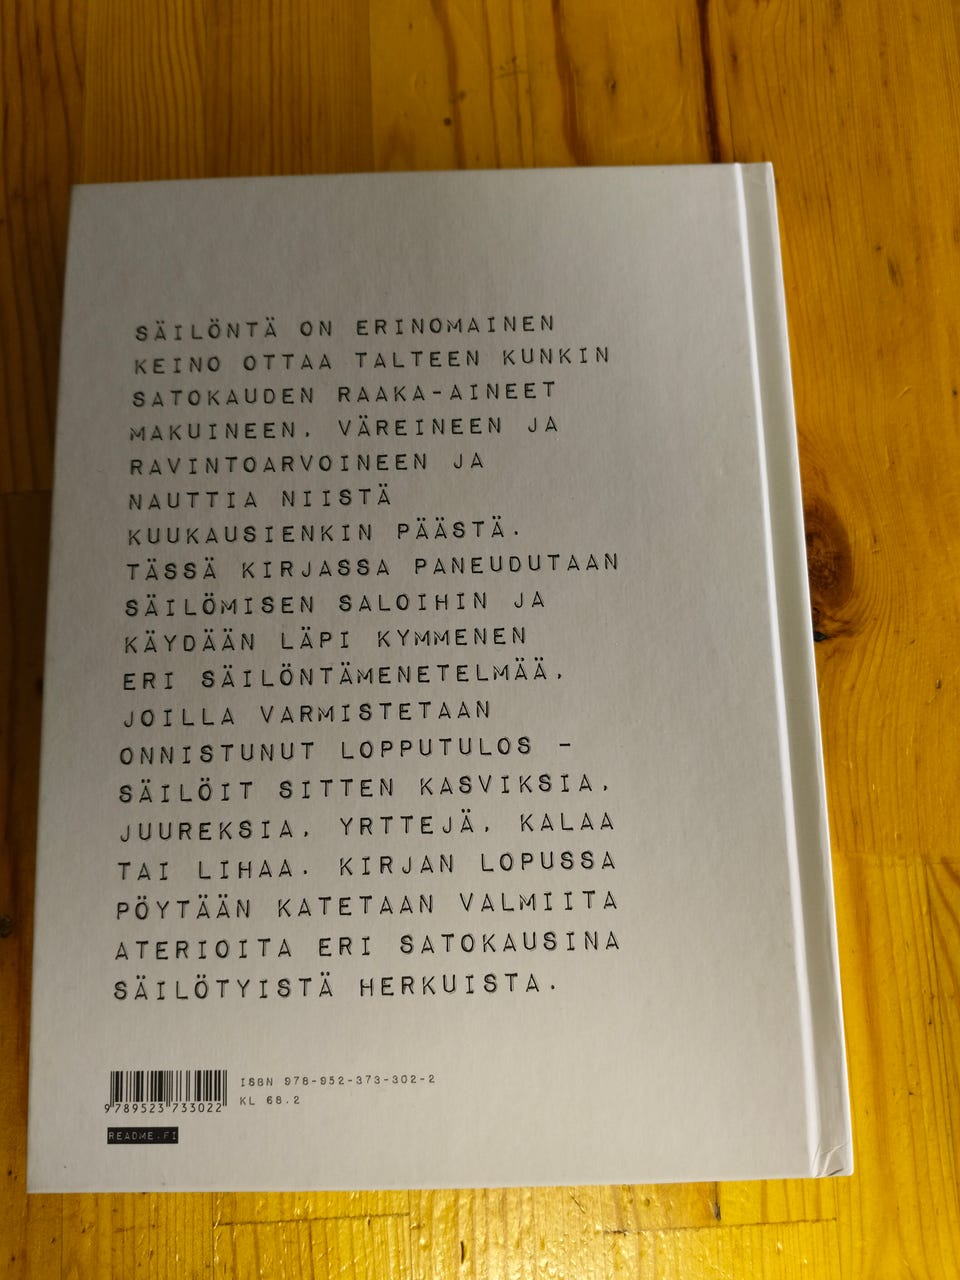 SÄILÖNTÄ ON ERINOMAINEN
KEINO OTTAA TALTEEN KUNKIN
SATOKAUDEN RAAKA-AINEET
MAKUINEEN, VÄREINEEN JA
RAVINTOARVOINEEN JA
NAUTTIA NIISTÄ
KUUKAUSIENKIN PÄÄSTÄ.
TÄSSÄ KIRJASSA PANEUDUTAAN
SÄILÖMISEN SALOIHIN JA
KÄYDÄÄN LÄPI KYMMENEN
ERI SÄILÖNTÄMENETELMÄÄ,
JOILLA VARMISTETAAN
ONNISTUNUT LOPPUTULOS –
SÄILÖIT SITTEN KASVIKSIA,
JUUREKSIA, YRTTEJÄ, KALAA
TAI LIHAA. KIRJAN LOPUSSA
PÖYTÄÄN KATETAAN VALMIITA
ATERIOITA ERI SATOKAUSINA
SÄILÖTYISTÄ HERKUISTA.
ISBN 978-952-373-302-2
KL 68.2
9 789523 733022
README.FI